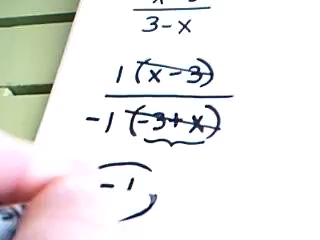 3-x
1 (x-3)
-1 (-3+x)
-1